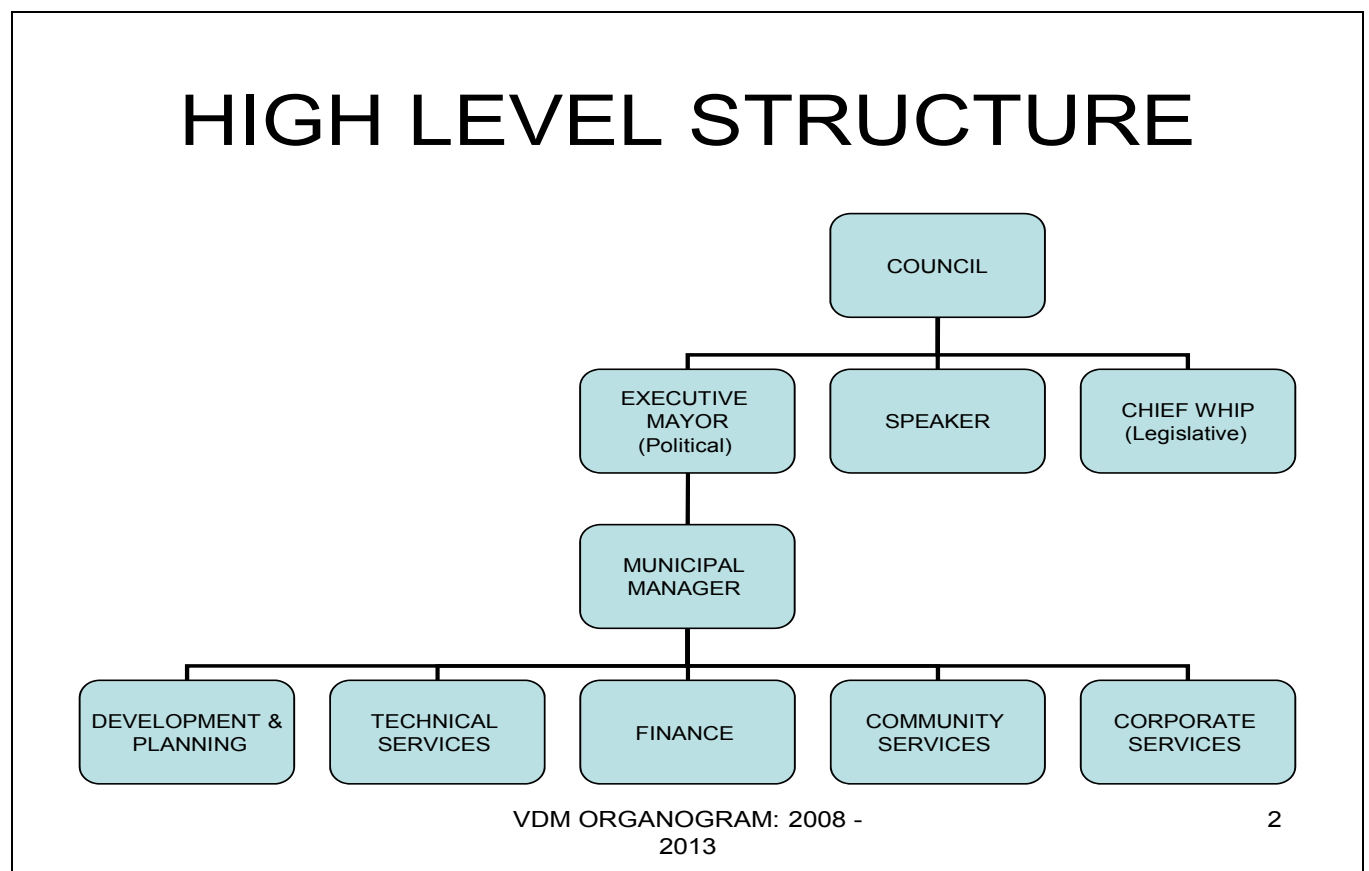 HIGH LEVEL STRUCTURE
COUNCIL
EXECUTIVE
MAYOR
(Political)
SPEAKER
CHIEF WHIP
(Legislative)
MUNICIPAL
MANAGER
DEVELOPMENT &
PLANNING
TECHNICAL
SERVICES
FINANCE
COMMUNITY
SERVICES
CORPORATE
SERVICES
VDM ORGANOGRAM: 2008 -
2013
2